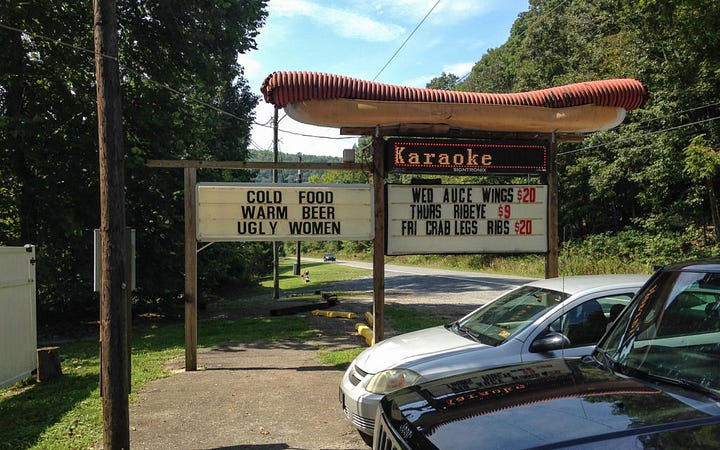 COLD FOOD
WARM BEER
UGLY WOMEN
Karaoke
SIGNTRONIX
WED AUCE WINGS $20
THURS RIBEYE $9
FRI CRAB LEGS RIBS $20